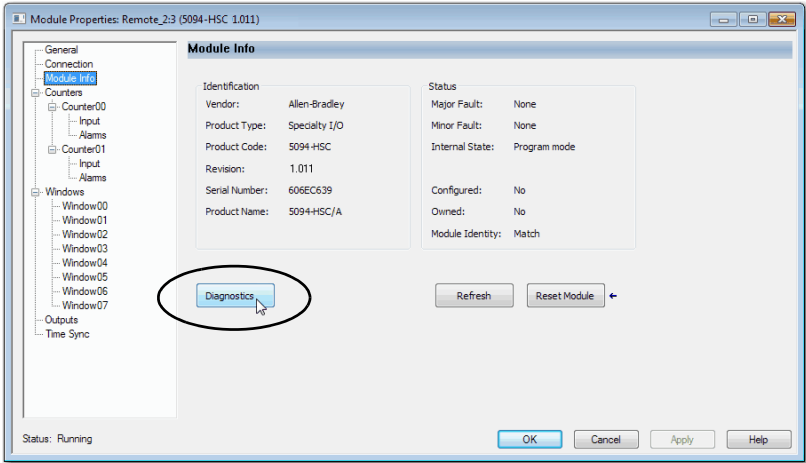 Module Properties: Remote_2:3 (5094-HSC 1.011)
General
Connection
Module Info
Counters
Counter00
Input
Alarms
Counter01
Input
Alarms
Windows
Window00
Window01
Window02
Window03
Window04
Window05
Window06
Window07
Outputs
Time Sync
Module Info
Identification
Vendor: Allen-Bradley
Product Type: Specialty I/O
Product Code: 5094-HSC
Revision: 1.011
Serial Number: 606EC639
Product Name: 5094-HSC/A
Status
Major Fault: None
Minor Fault: None
Internal State: Program mode
Configured: No
Owned: No
Module Identity: Match
Diagnostics
Refresh
Reset Module
Status: Running
OK
Cancel
Apply
Help